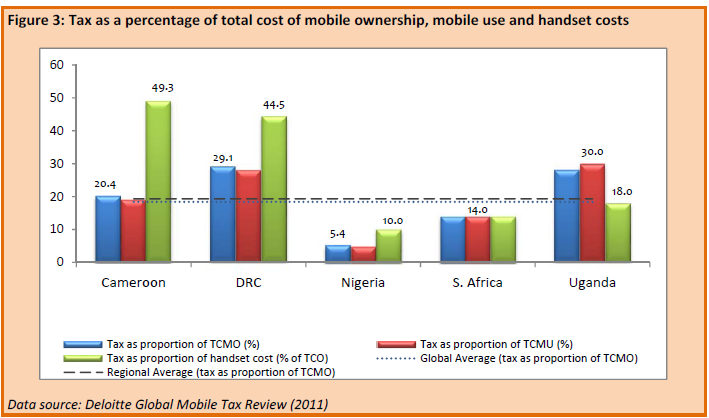 Figure 3: Tax as a percentage of total cost of mobile ownership, mobile use and handset costs
60
50
40
30
20
10
0
20.4
49.3
29.1
44.5
5.4
10.0
14.0
30.0
18.0
Cameroon
DRC
Nigeria
S. Africa
Uganda
Tax as proportion of TCMO (%)
Tax as proportion of TCMU (%)
Tax as proportion of handset cost (% of TCO)
Global Average (tax as proportion of TCMO)
Regional Average (tax as proportion of TCMO)
Data source: Deloitte Global Mobile Tax Review (2011)